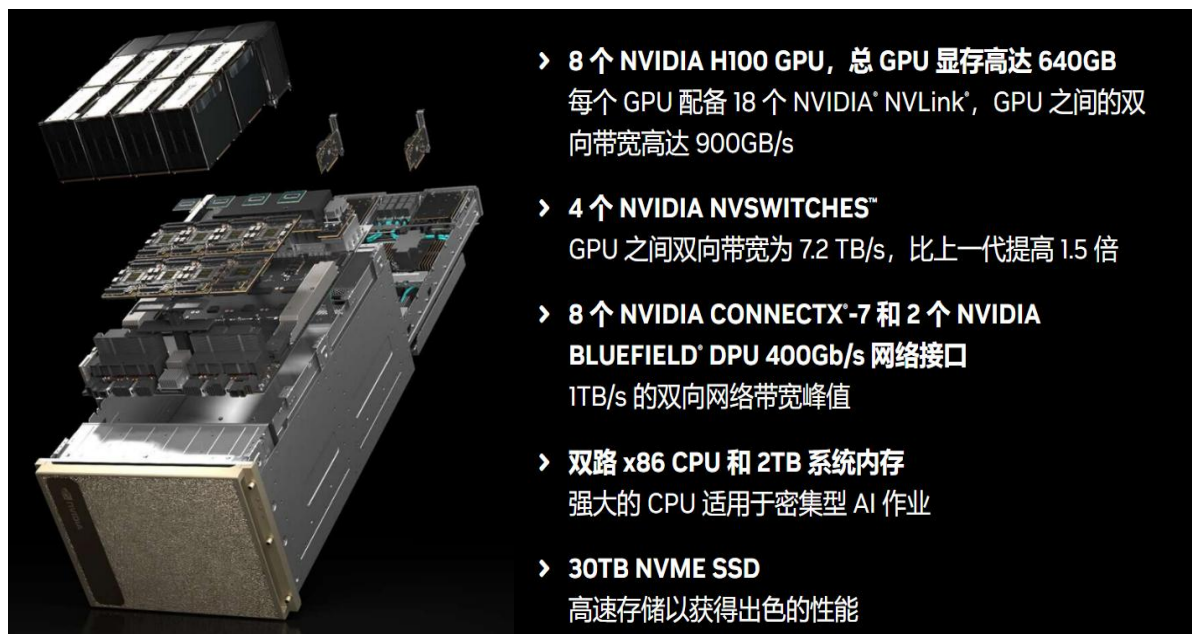 › 8 个 NVIDIA H100 GPU，总 GPU 显存高达 640GB
每个 GPU 配备 18 个 NVIDIA® NVLink®，GPU 之间的双
向带宽高达 900GB/s
› 4 个 NVIDIA NVSWITCHES™
GPU 之间双向带宽为 7.2 TB/s，比上一代提高 1.5 倍
› 8 个 NVIDIA CONNECTX®-7 和 2 个 NVIDIA
BLUEFIELD® DPU 400Gb/s 网络接口
1TB/s 的双向网络带宽峰值
› 双路 x86 CPU 和 2TB 系统内存
强大的 CPU 适用于密集型 AI 作业
› 30TB NVME SSD
高速存储以获得出色的性能
NVIDIA